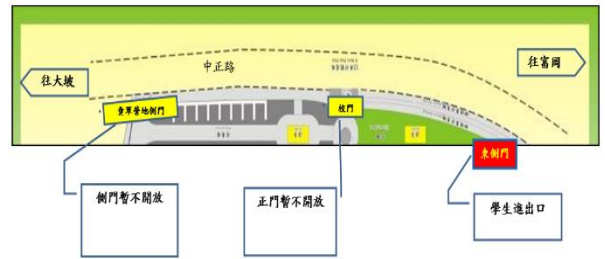 往大坡
中正路
往富岡
童軍營地側門
校門
東側門
側門暫不開放
正門暫不開放
學生進出口